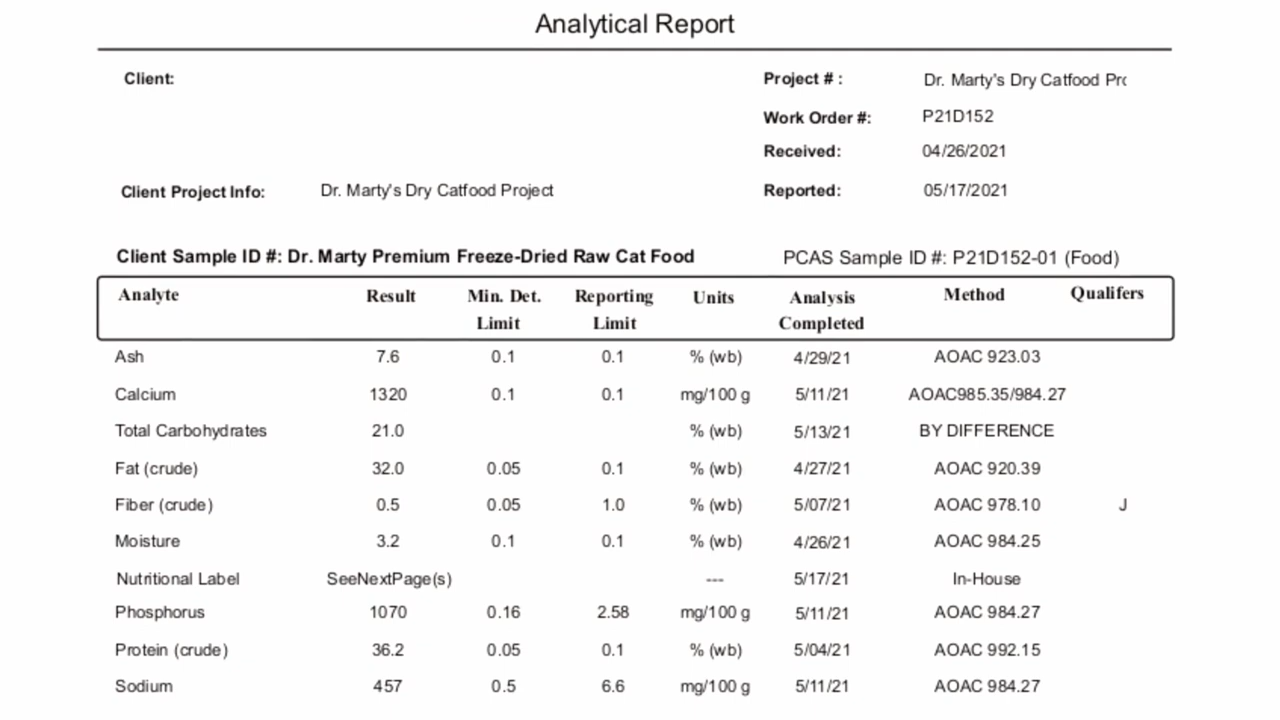 Analytical Report
Client:
Project # : Dr. Marty's Dry Catfood Pro
Work Order #: P21D152
Received: 04/26/2021
Client Project Info: Dr. Marty's Dry Catfood Project Reported: 05/17/2021
Client Sample ID #: Dr. Marty Premium Freeze-Dried Raw Cat Food PCAS Sample ID #: P21D152-01 (Food)
Analyte Result Min. Det. Limit Reporting Limit Units Analysis Completed Method Qualifers
Ash 7.6 0.1 0.1 % (wb) 4/29/21 AOAC 923.03
Calcium 1320 0.1 0.1 mg/100 g 5/11/21 AOAC985.35/984.27
Total Carbohydrates 21.0 % (wb) 5/13/21 BY DIFFERENCE
Fat (crude) 32.0 0.05 0.1 % (wb) 4/27/21 AOAC 920.39
Fiber (crude) 0.5 0.05 1.0 % (wb) 5/07/21 AOAC 978.10 J
Moisture 3.2 0.1 0.1 % (wb) 4/26/21 AOAC 984.25
Nutritional Label SeeNextPage(s) --- 5/17/21 In-House
Phosphorus 1070 0.16 2.58 mg/100 g 5/11/21 AOAC 984.27
Protein (crude) 36.2 0.05 0.1 % (wb) 5/04/21 AOAC 992.15
Sodium 457 0.5 6.6 mg/100 g 5/11/21 AOAC 984.27